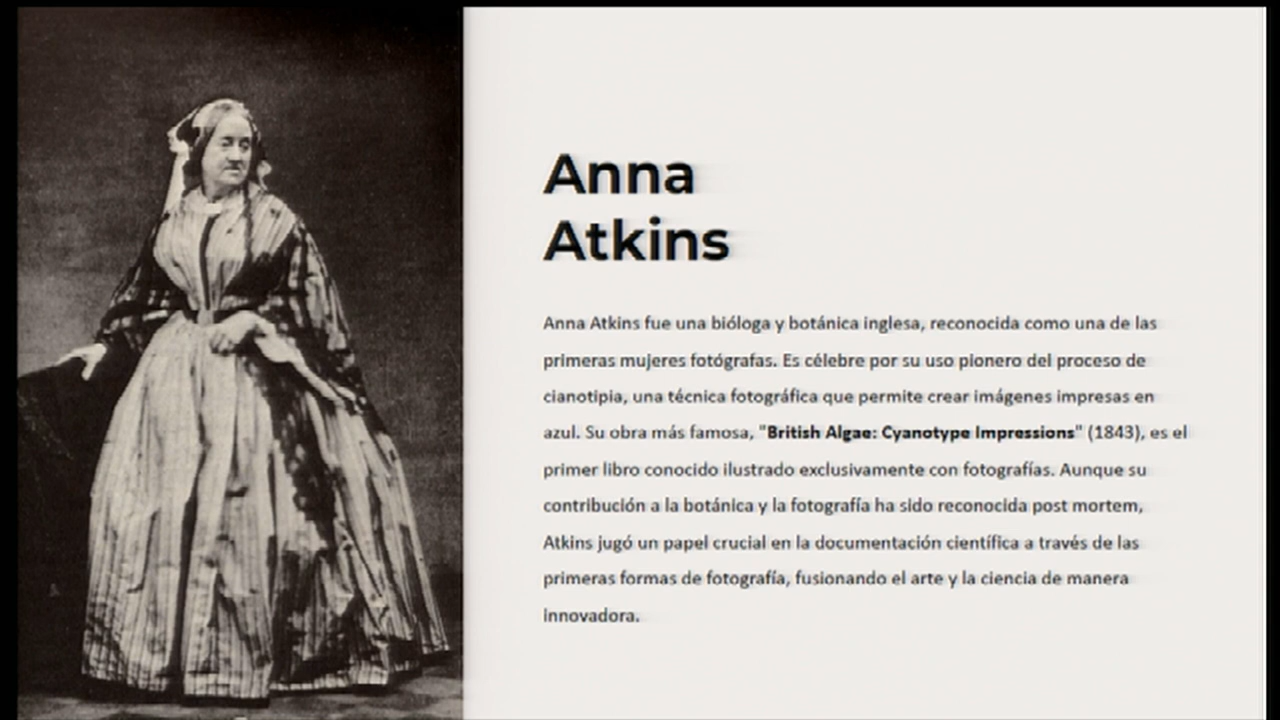 Anna
Atkins
Anna Atkins fue una bióloga y botánica inglesa, reconocida como una de las
primeras mujeres fotógrafas. Es célebre por su uso pionero del proceso de
cianotipia, una técnica fotográfica que permite crear imágenes impresas en
azul. Su obra más famosa, "British Algae: Cyanotype Impressions" (1843), es el
primer libro conocido ilustrado exclusivamente con fotografías. Aunque su
contribución a la botánica y la fotografía ha sido reconocida post mortem,
Atkins jugó un papel crucial en la documentación científica a través de las
primeras formas de fotografía, fusionando el arte y la ciencia de manera
innovadora.